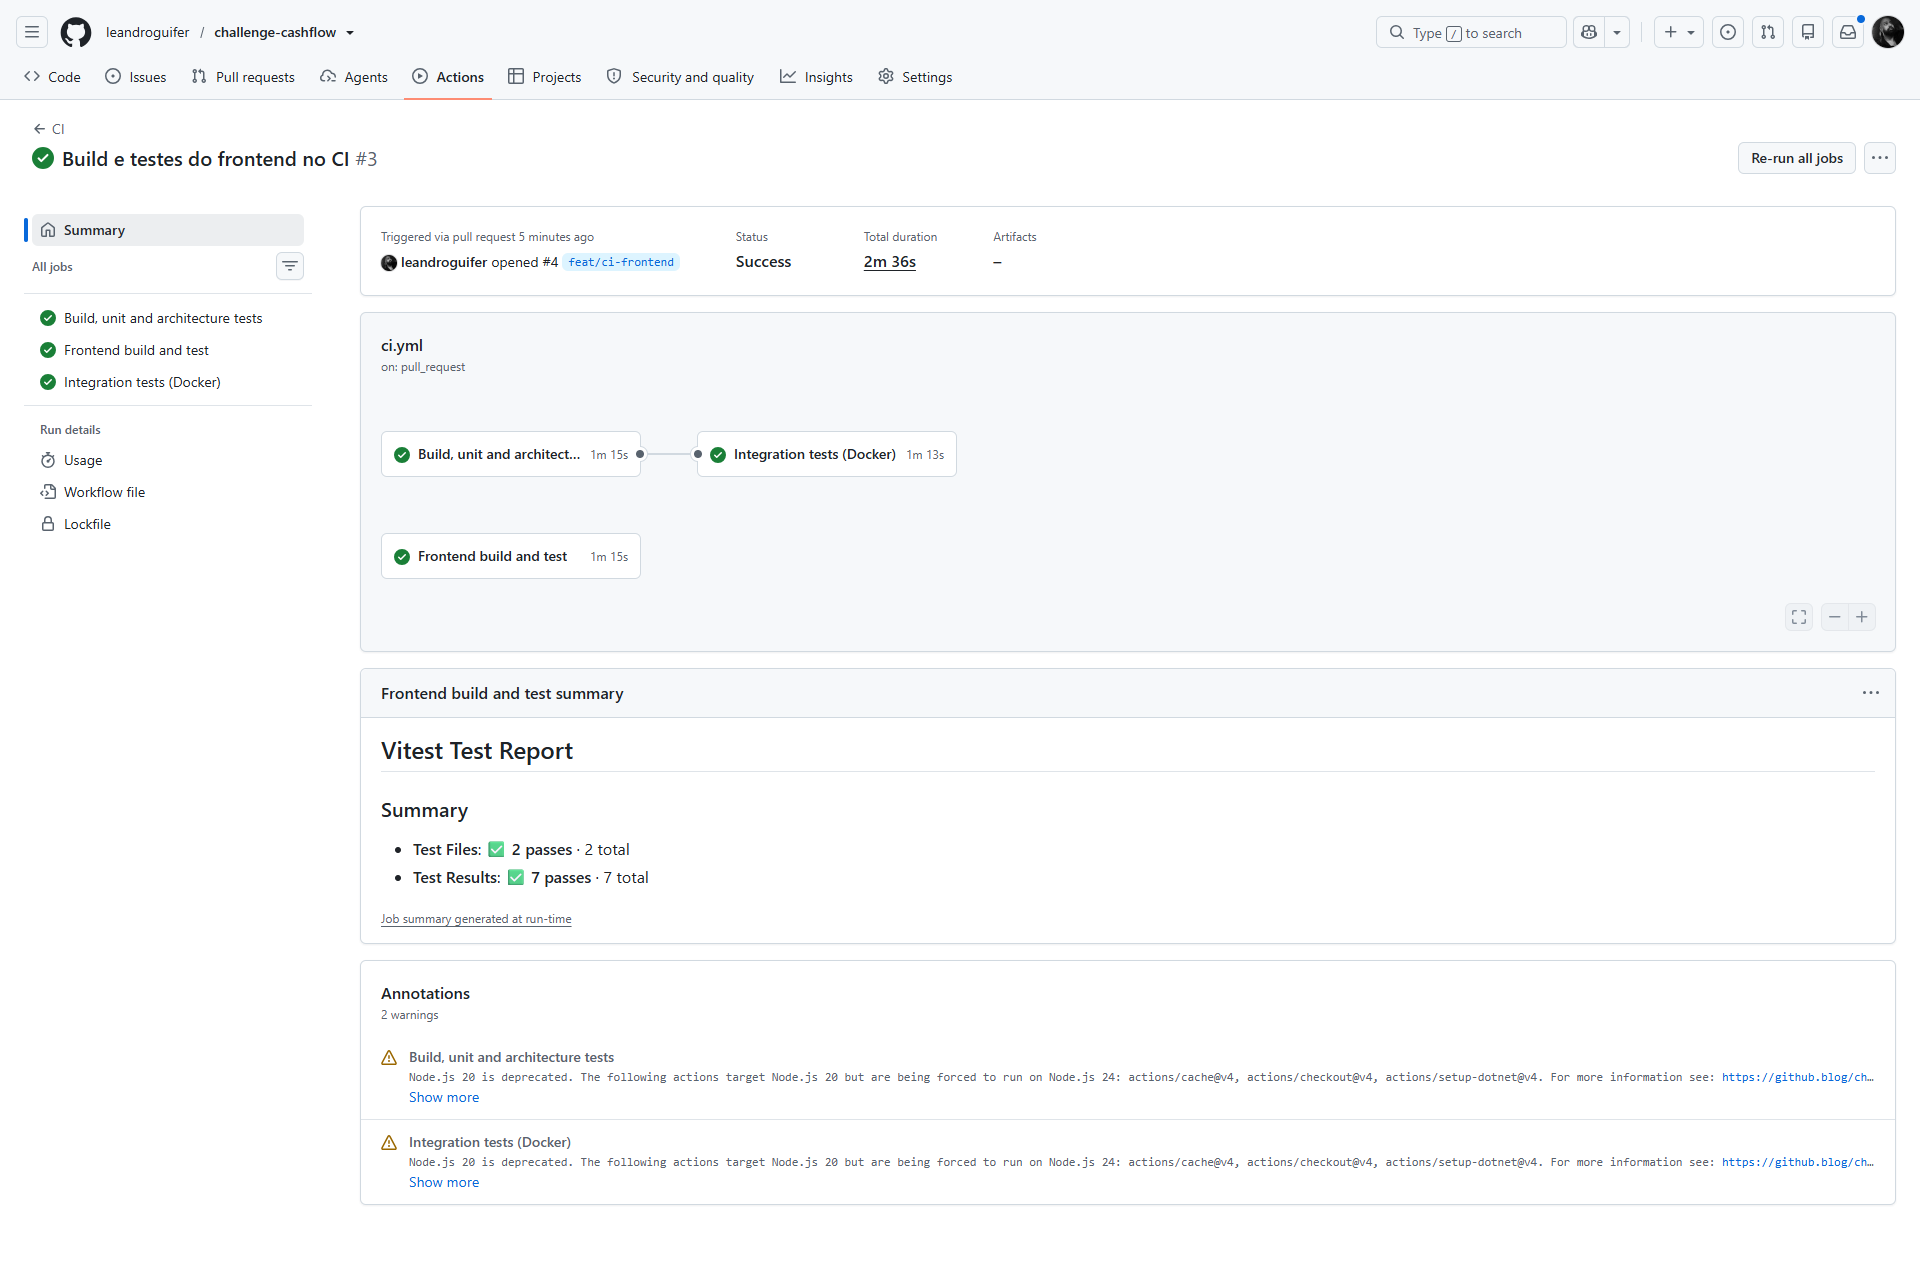 leandroguifer / challenge-cashflow
Type / to search
Code
Issues
Pull requests
Agents
Actions
Projects
Security and quality
Insights
Settings
CI
Build e testes do frontend no CI #3
Re-run all jobs
Summary
All jobs
Build, unit and architecture tests
Frontend build and test
Integration tests (Docker)
Run details
Usage
Workflow file
Lockfile
Triggered via pull request 5 minutes ago
leandroguifer opened #4 feat/ci-frontend
Status
Success
Total duration
2m 36s
Artifacts
–
ci.yml
on: pull_request
Build, unit and architect... 1m 15s
Integration tests (Docker) 1m 13s
Frontend build and test 1m 15s
Frontend build and test summary
Vitest Test Report
Summary
Test Files: ✅ 2 passes · 2 total
Test Results: ✅ 7 passes · 7 total
Job summary generated at run-time
Annotations
2 warnings
Build, unit and architecture tests
Node.js 20 is deprecated. The following actions target Node.js 20 but are being forced to run on Node.js 24: actions/cache@v4, actions/checkout@v4, actions/setup-dotnet@v4. For more information see: https://github.blog/ch…
Show more
Integration tests (Docker)
Node.js 20 is deprecated. The following actions target Node.js 20 but are being forced to run on Node.js 24: actions/cache@v4, actions/checkout@v4, actions/setup-dotnet@v4. For more information see: https://github.blog/ch…
Show more